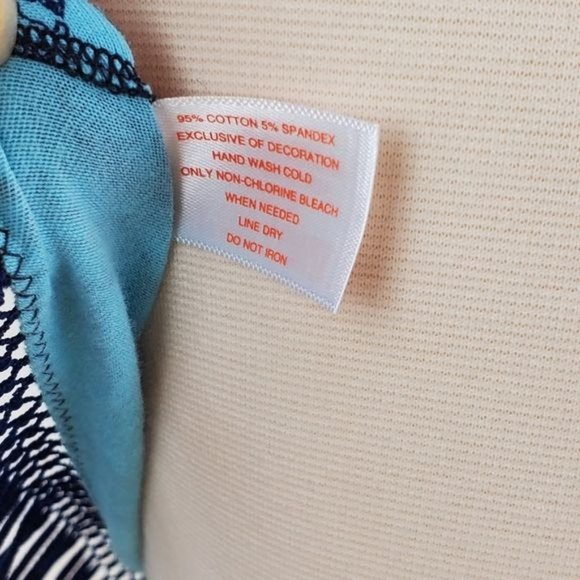 95% COTTON 5% SPANDEX
EXCLUSIVE OF DECORATION
HAND WASH COLD
ONLY NON-CHLORINE BLEACH
WHEN NEEDED
LINE DRY
DO NOT IRON